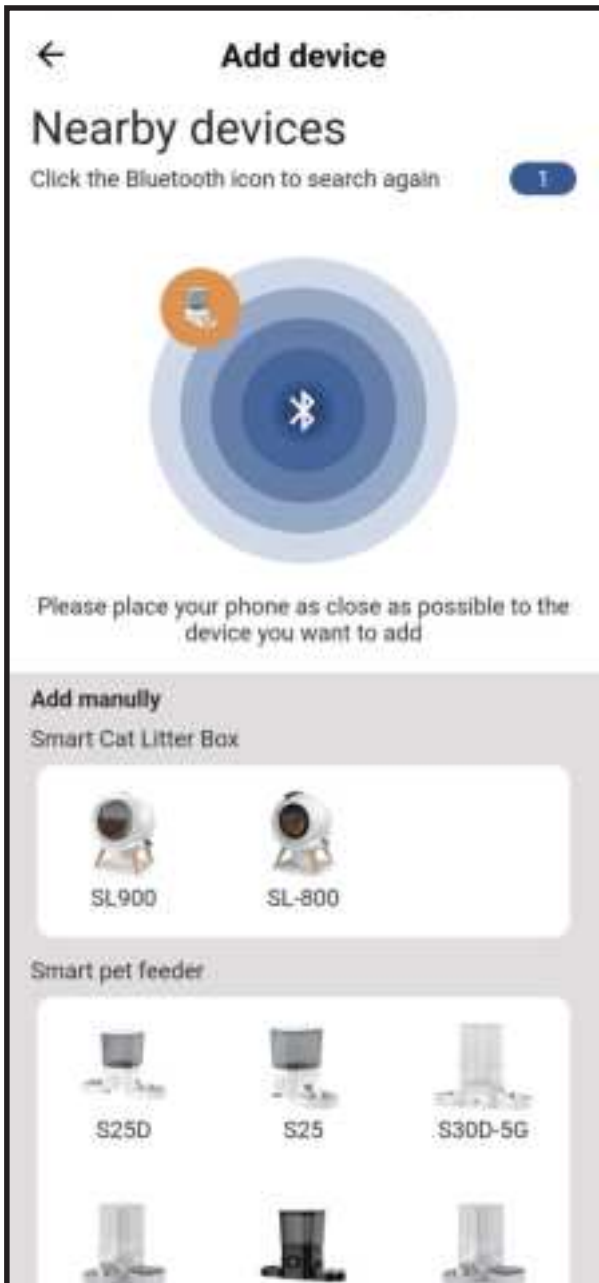 Add device
Nearby devices
Click the Bluetooth icon to search again
1
Please place your phone as close as possible to the
device you want to add
Add manully
Smart Cat Litter Box
SL900 SL-800
Smart pet feeder
S25D S25 S30D-5G